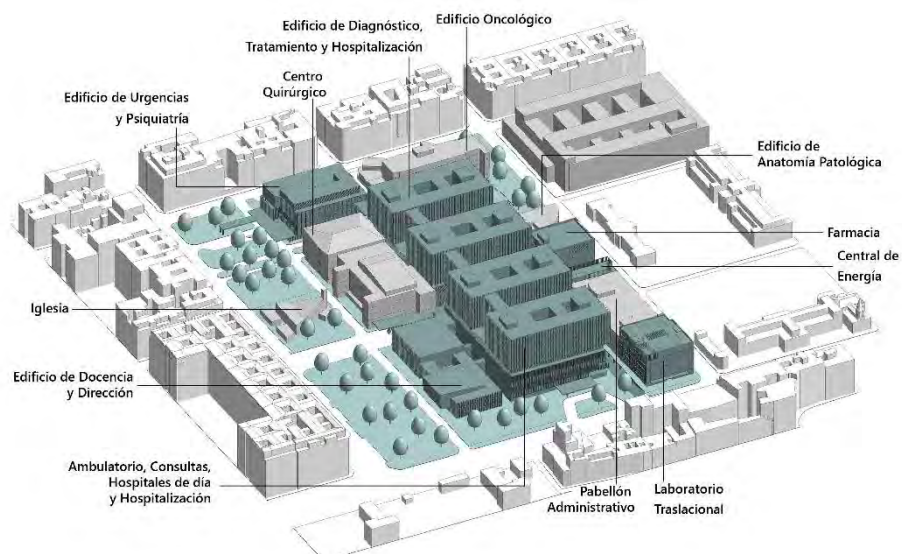 Edificio de Diagnóstico,
Tratamiento y Hospitalización
Edificio Oncológico
Centro
Quirúrgico
Edificio de Urgencias
y Psiquiatría
Edificio de
Anatomía Patológica
Farmacia
Central de
Energía
Iglesia
Edificio de Docencia
y Dirección
Ambulatorio, Consultas,
Hospitales de día
y Hospitalización
Pabellón
Administrativo
Laboratorio
Traslacional